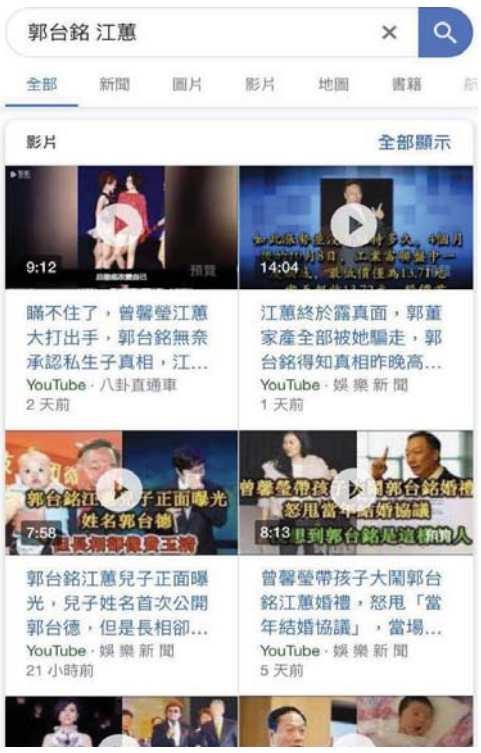 郭台銘 江蕙
全部 新聞 圖片 影片 地圖 書籍
影片 全部顯示
9:12
預覽
瞞不住了，曾馨瑩江蕙
大打出手，郭台銘無奈
承認私生子真相，江...
YouTube · 八卦直通車
2 天前
14:04
江蕙終於露真面，郭董
家產全部被她騙走，郭
台銘得知真相昨晚高...
YouTube · 娛 樂 新 聞
1 天前
正面曝光
姓名郭台德
但長相卻像費玉清
7:58
郭台銘江蕙兒子正面曝
光，兒子姓名首次公開
郭台德，但是長相卻...
YouTube · 娛 樂 新 聞
21 小時前
曾馨瑩帶孩子大鬧郭台銘婚禮
怒甩當年結婚協議
8:13
想到郭台銘是這
曾馨瑩帶孩子大鬧郭台
銘江蕙婚禮，怒甩「當
年結婚協議」，當場...
YouTube · 娛 樂 新 聞
5 天前